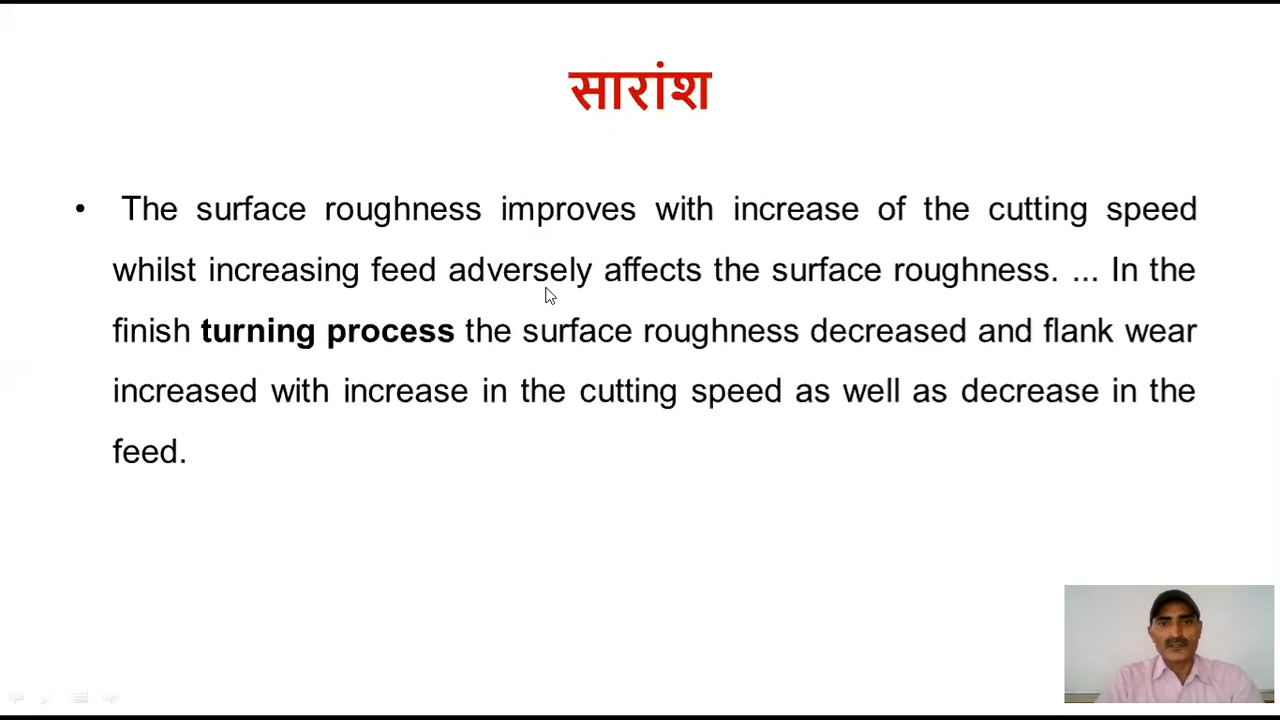 सारांश
• The surface roughness improves with increase of the cutting speed
whilst increasing feed adversely affects the surface roughness. ... In the
finish turning process the surface roughness decreased and flank wear
increased with increase in the cutting speed as well as decrease in the
feed.